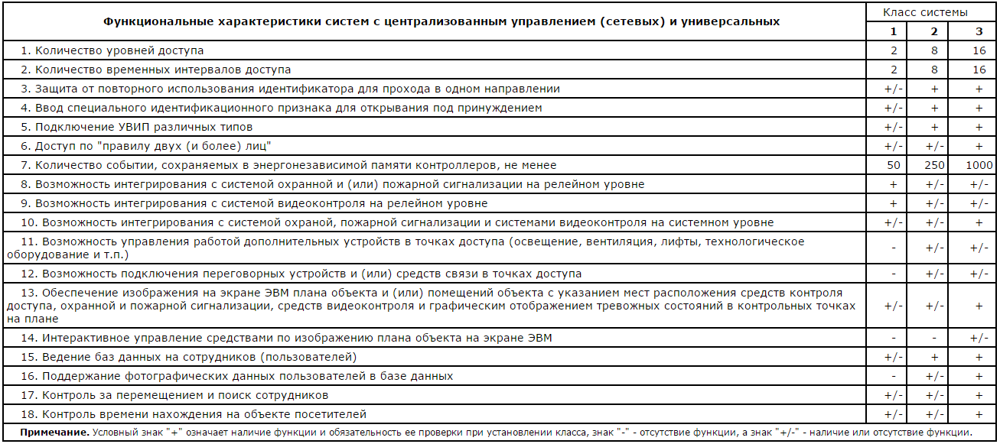 Функциональные характеристики систем с централизованным управлением (сетевых) и универсальных
Класс системы
1 2 3
1. Количество уровней доступа 2 8 16
2. Количество временных интервалов доступа 2 8 16
3. Защита от повторного использования идентификатора для прохода в одном направлении +/- + +
4. Ввод специального идентификационного признака для открывания под принуждением +/- + +
5. Подключение УВИП различных типов +/- + +
6. Доступ по "правилу двух (и более) лиц" +/- +/- +
7. Количество событии, сохраняемых в энергонезависимой памяти контроллеров, не менее 50 250 1000
8. Возможность интегрирования с системой охранной и (или) пожарной сигнализации на релейном уровне + +/- +/-
9. Возможность интегрирования с системой видеоконтроля на релейном уровне + +/- +/-
10. Возможность интегрирования с системой охраной, пожарной сигнализации и системами видеоконтроля на системном уровне +/- +/- +
11. Возможность управления работой дополнительных устройств в точках доступа (освещение, вентиляция, лифты, технологическое
оборудование и т.п.) - +/- +/-
12. Возможность подключения переговорных устройств и (или) средств связи в точках доступа - +/- +/-
13. Обеспечение изображения на экране ЭВМ плана объекта и (или) помещений объекта с указанием мест расположения средств контроля
доступа, охранной и пожарной сигнализации, средств видеоконтроля и графическим отображением тревожных состояний в контрольных точках
на плане +/- +/- +
14. Интерактивное управление средствами по изображению плана объекта на экране ЭВМ - - +/-
15. Ведение баз данных на сотрудников (пользователей) +/- + +
16. Поддержание фотографических данных пользователей в базе данных - +/- +
17. Контроль за перемещением и поиск сотрудников +/- +/- +
18. Контроль времени нахождения на объекте посетителей +/- +/- +
Примечание. Условный знак "+" означает наличие функции и обязательность ее проверки при установлении класса, знак "-" - отсутствие функции, а знак "+/-" - наличие или отсутствие функции.